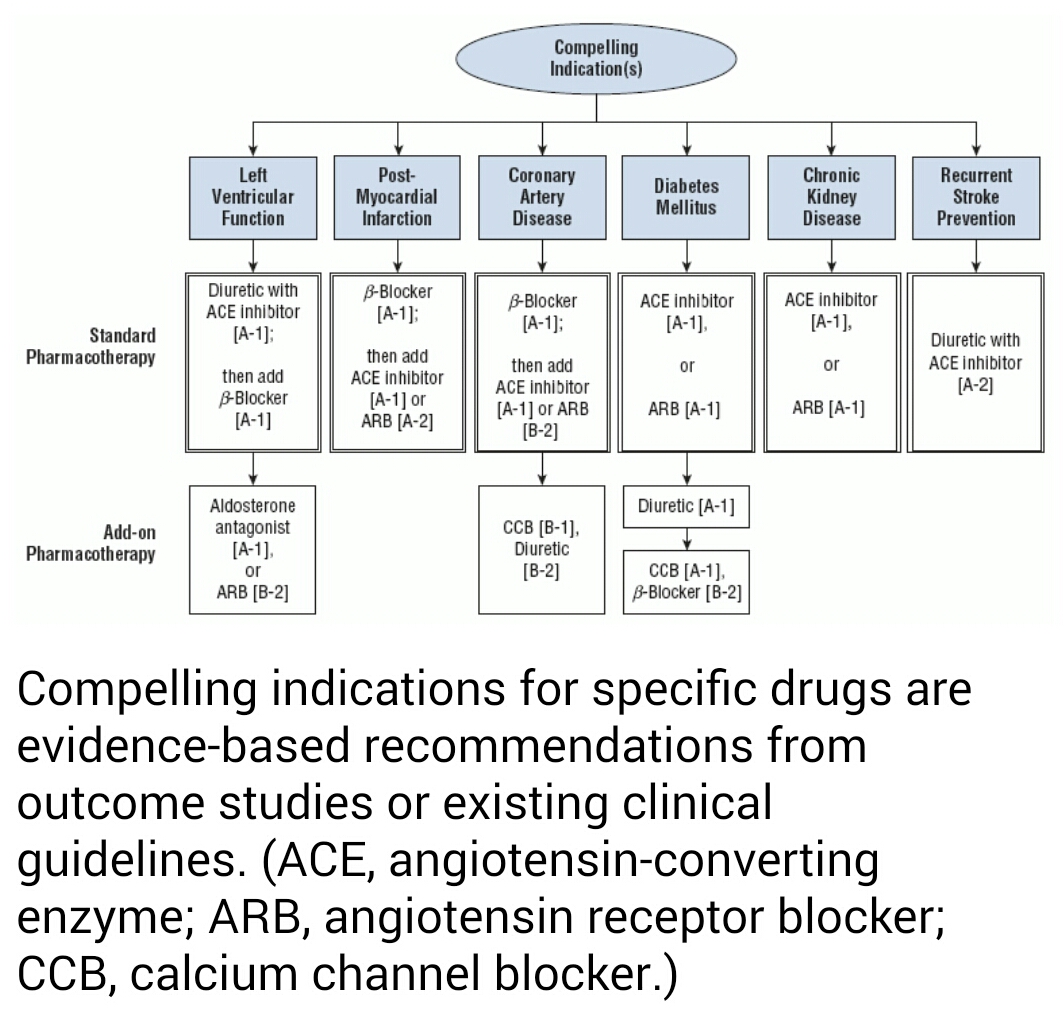 Compelling
Indication(s)
Left
Ventricular
Function
Post-
Myocardial
Infarction
Coronary
Artery
Disease
Diabetes
Mellitus
Chronic
Kidney
Disease
Recurrent
Stroke
Prevention
Standard
Pharmacotherapy
Diuretic with
ACE inhibitor
[A-1];
then add
β-Blocker
[A-1]
β-Blocker
[A-1];
then add
ACE inhibitor
[A-1] or
ARB [A-2]
β-Blocker
[A-1];
then add
ACE inhibitor
[A-1] or ARB
[B-2]
ACE inhibitor
[A-1],
or
ARB [A-1]
ACE inhibitor
[A-1],
or
ARB [A-1]
Diuretic with
ACE inhibitor
[A-2]
Add-on
Pharmacotherapy
Aldosterone
antagonist
[A-1],
or
ARB [B-2]
CCB [B-1],
Diuretic
[B-2]
Diuretic [A-1]
CCB [A-1],
β-Blocker [B-2]
Compelling indications for specific drugs are
evidence-based recommendations from
outcome studies or existing clinical
guidelines. (ACE, angiotensin-converting
enzyme; ARB, angiotensin receptor blocker;
CCB, calcium channel blocker.)